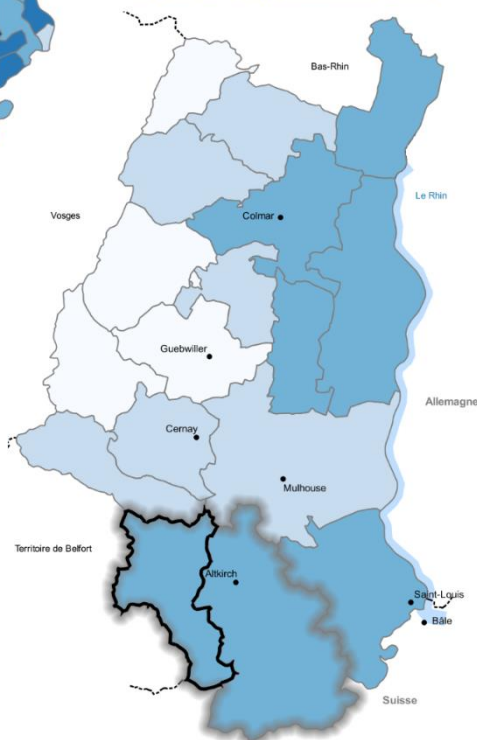 Bas-Rhin
Le Rhin
Vosges
Colmar
Guebwiller
Allemagne
Cernay
Mulhouse
Territoire de Belfort
Altkirch
Saint-Louis
Bâle
Suisse